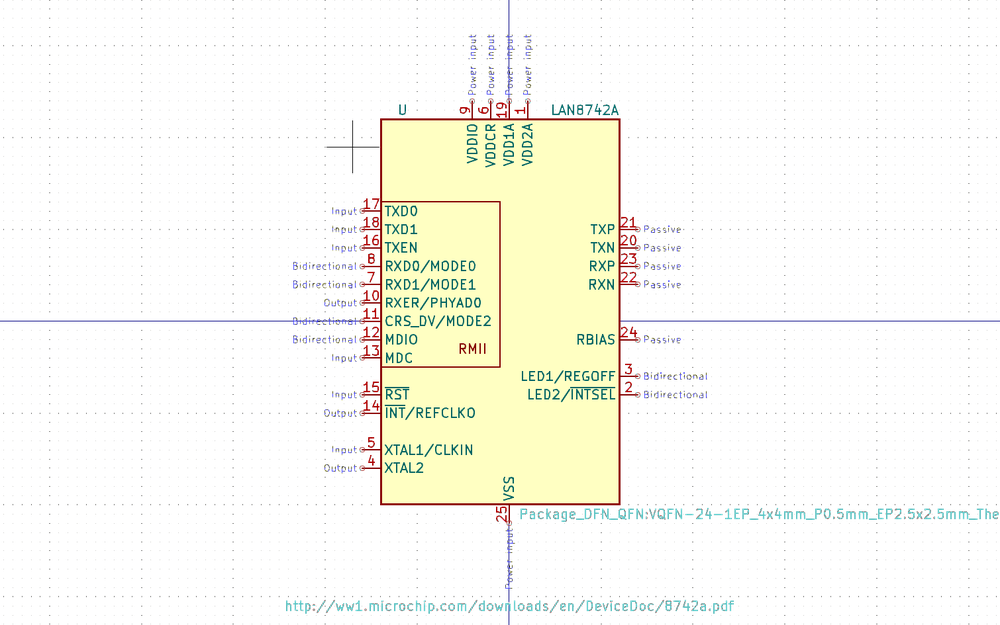 Power input Power input Power input Power input
9 6 19 1
U LAN8742A
VDDIO VDDCR VDD1A VDD2A
Input 17 TXD0
Input 18 TXD1 TXP 21 Passive
Input 16 TXEN TXN 20 Passive
Bidirectional 8 RXD0/MODE0 RXP 23 Passive
Bidirectional 7 RXD1/MODE1 RXN 22 Passive
Output 10 RXER/PHYAD0
Bidirectional 11 CRS_DV/MODE2
Bidirectional 12 MDIO RBIAS 24 Passive
RMII
Input 13 MDC
LED1/REGOFF 3 Bidirectional
Input 15 RST LED2/INTSEL 2 Bidirectional
Output 14 INT/REFCLKO
Input 5 XTAL1/CLKIN
Output 4 XTAL2
VSS
25
Package_DFN_QFN:VQFN-24-1EP_4x4mm_P0.5mm_EP2.5x2.5mm_The
Power input
http://ww1.microchip.com/downloads/en/DeviceDoc/8742a.pdf